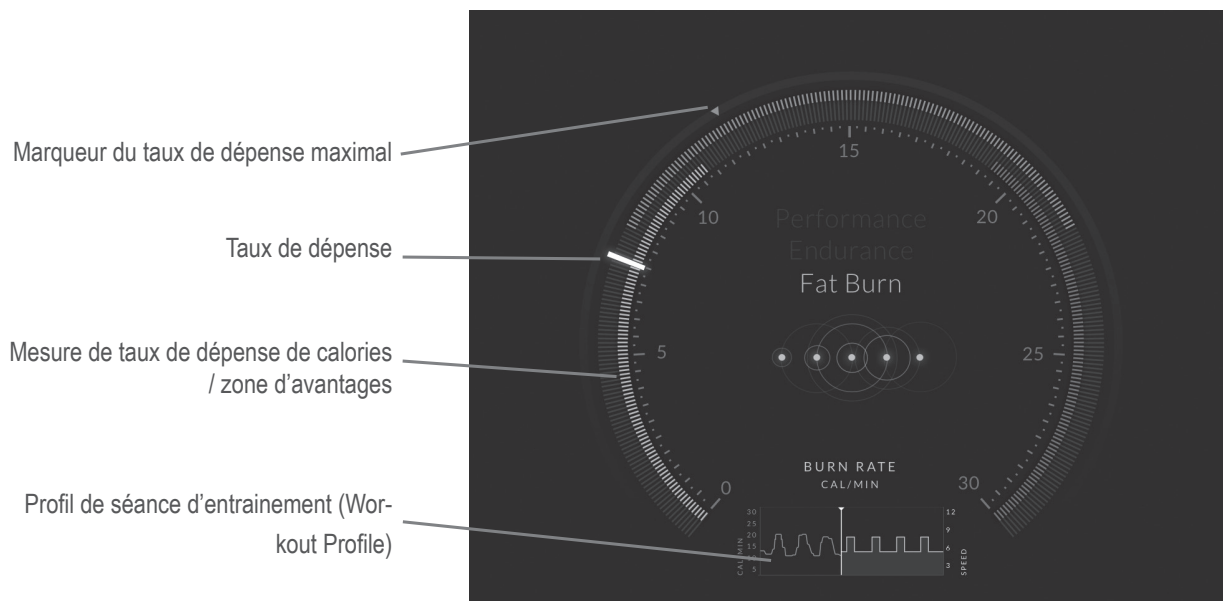 Marqueur du taux de dépense maximal
Taux de dépense
Mesure de taux de dépense de calories
/ zone d’avantages
Profil de séance d’entrainement (Wor-
kout Profile)
15
10
20
Performance
Endurance
Fat Burn
5
25
BURN RATE
CAL/MIN
0
30
30
25
20
15
10
5
CAL/MIN
12
9
6
3
SPEED